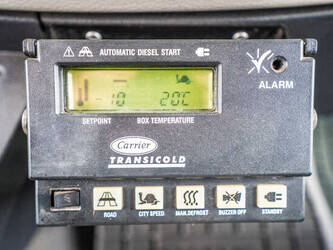 AUTOMATIC DIESEL START
-10 20C
ALARM
SETPOINT BOX TEMPERATURE
Carrier
TRANSICOLD
ROAD CITY SPEED MAN.DEFROST BUZZER OFF STANDBY